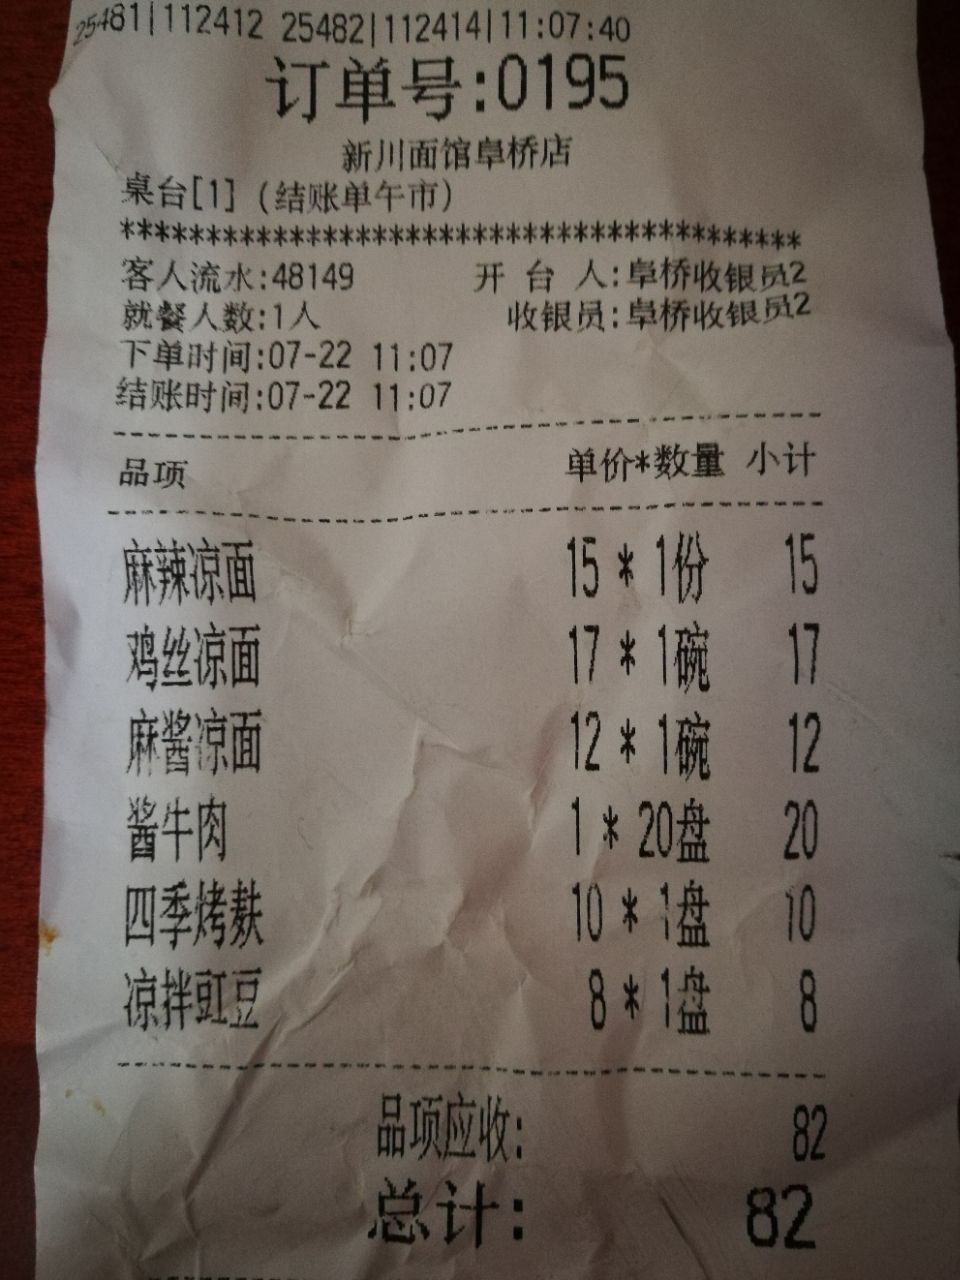 25481|112412 25482|112414|11:07:40
订单号:0195
新川面馆阜桥店
桌台[1] (结账单午市)
****************************************
客人流水:48149 开 台 人:阜桥收银员2
就餐人数:1人 收银员:阜桥收银员2
下单时间:07-22 11:07
结账时间:07-22 11:07
品项 单价*数量 小计
麻辣凉面 15 * 1份 15
鸡丝凉面 17 * 1碗 17
麻酱凉面 12 * 1碗 12
酱牛肉 1 * 20盘 20
四季烤麸 10 * 1盘 10
凉拌豇豆 8 * 1盘 8
品项应收: 82
总计: 82